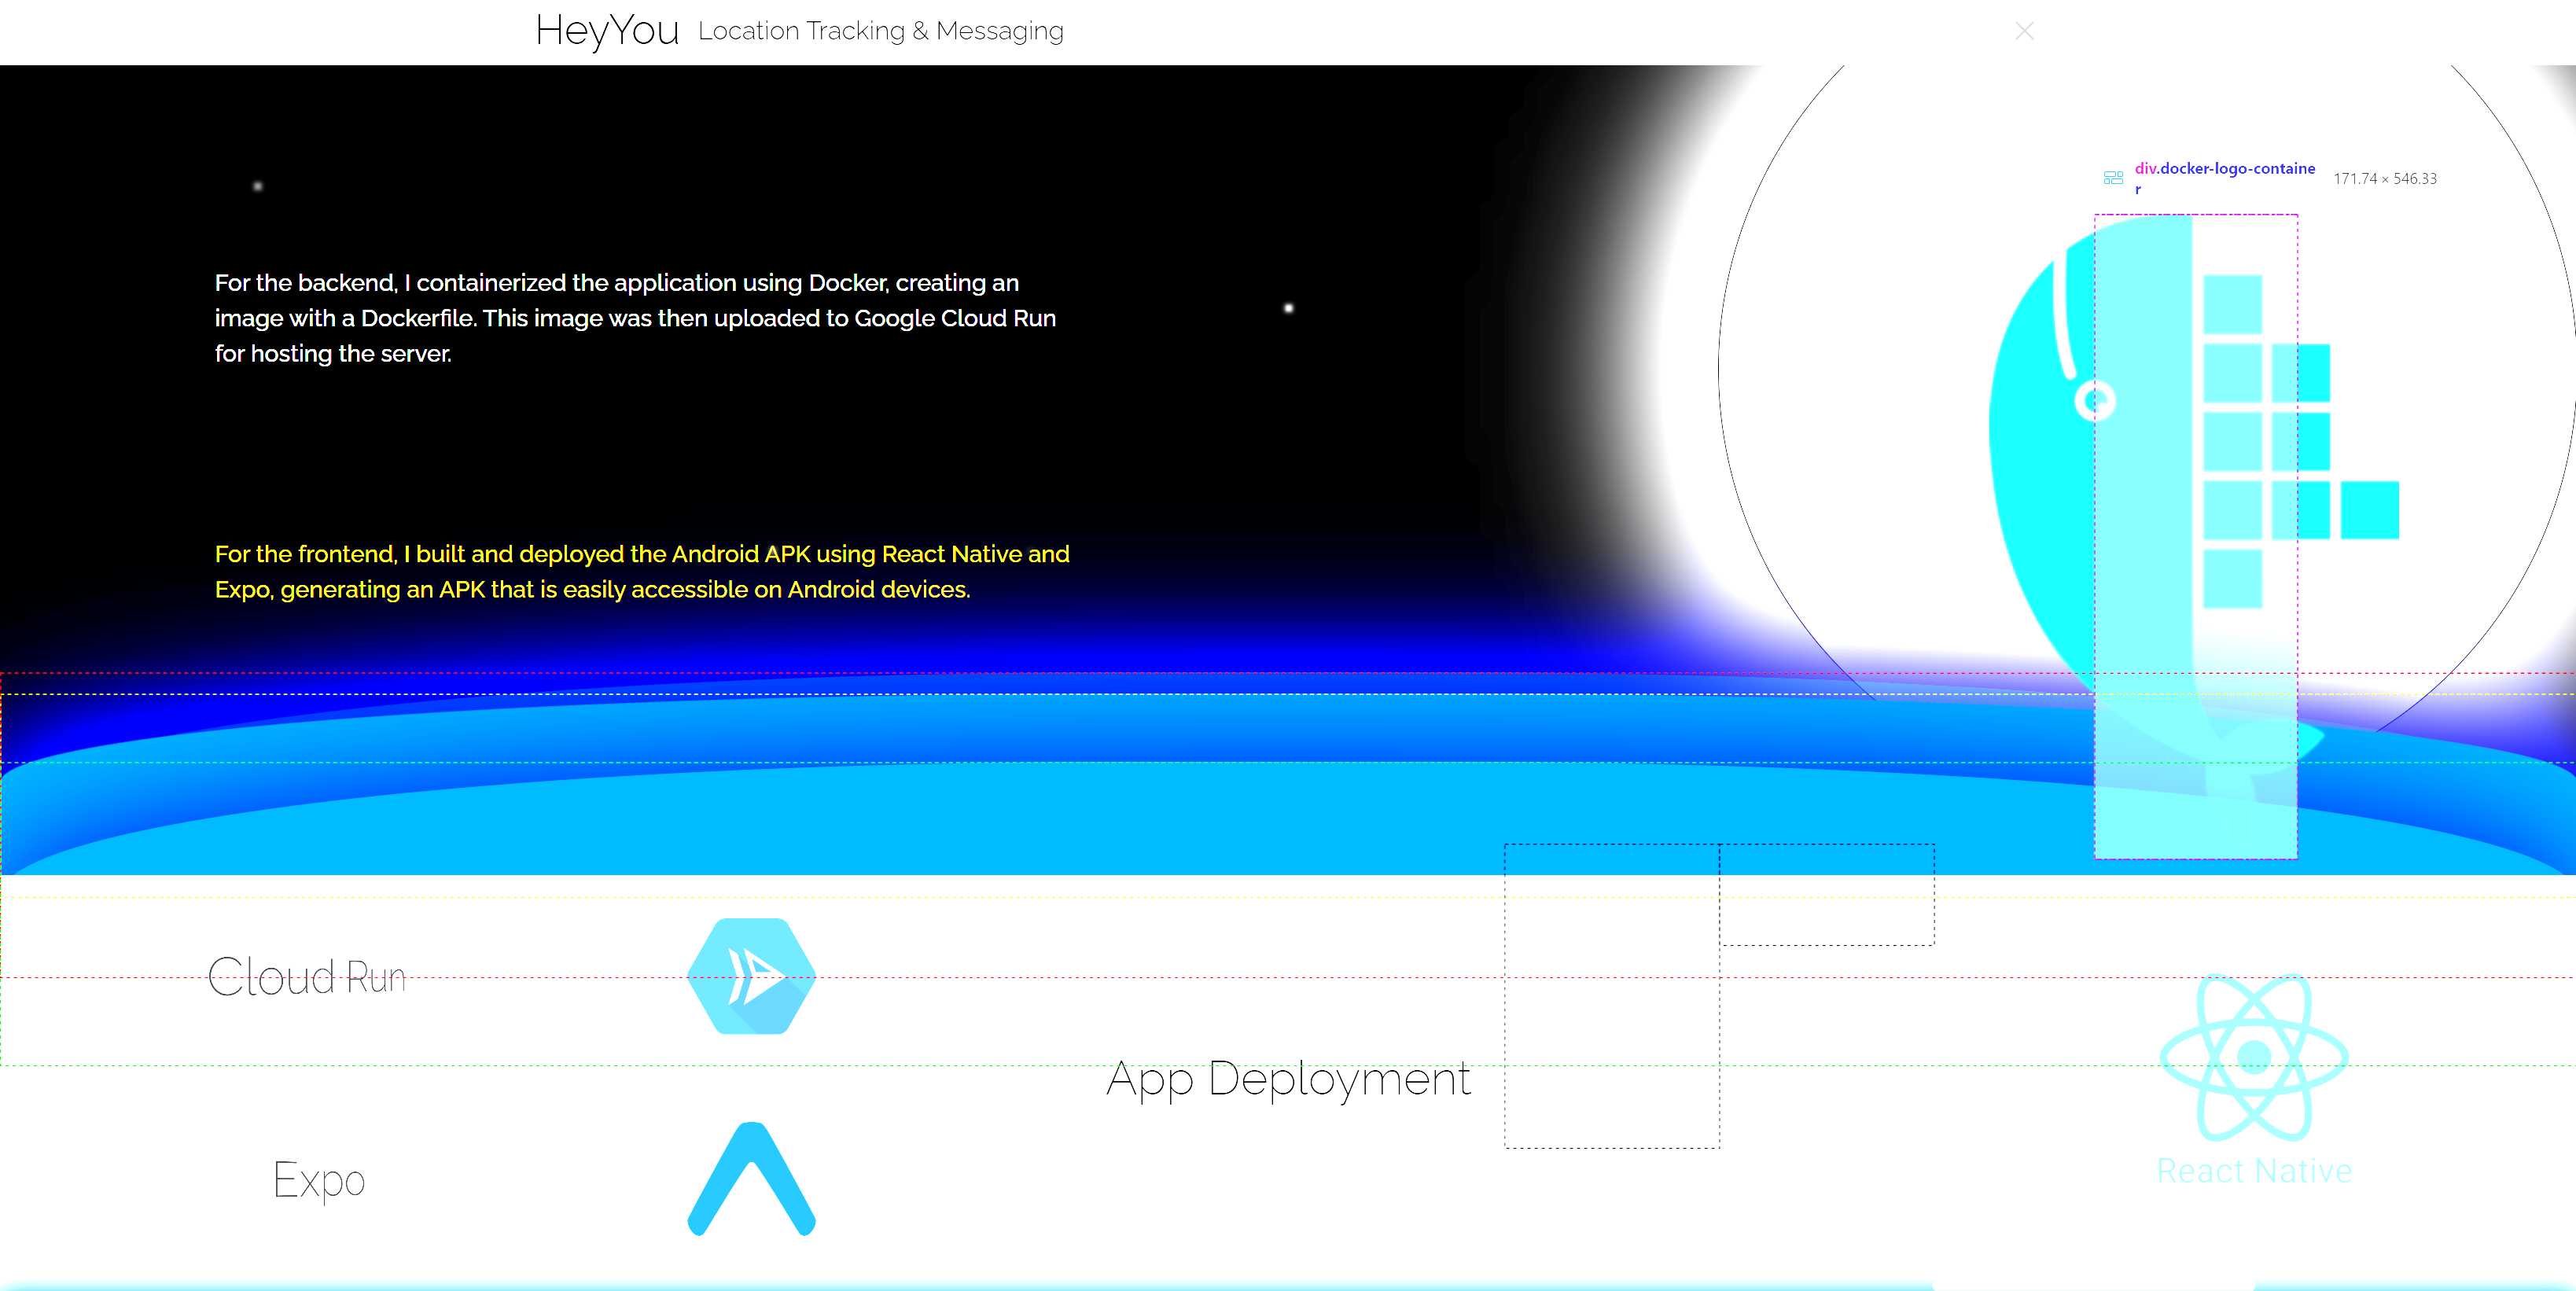 HeyYou Location Tracking & Messaging
div.docker-logo-containe
r
171.74 × 546.33
For the backend, I containerized the application using Docker, creating an
image with a Dockerfile. This image was then uploaded to Google Cloud Run
for hosting the server.
For the frontend, I built and deployed the Android APK using React Native and
Expo, generating an APK that is easily accessible on Android devices.
Cloud Run
App Deployment
Expo
React Native